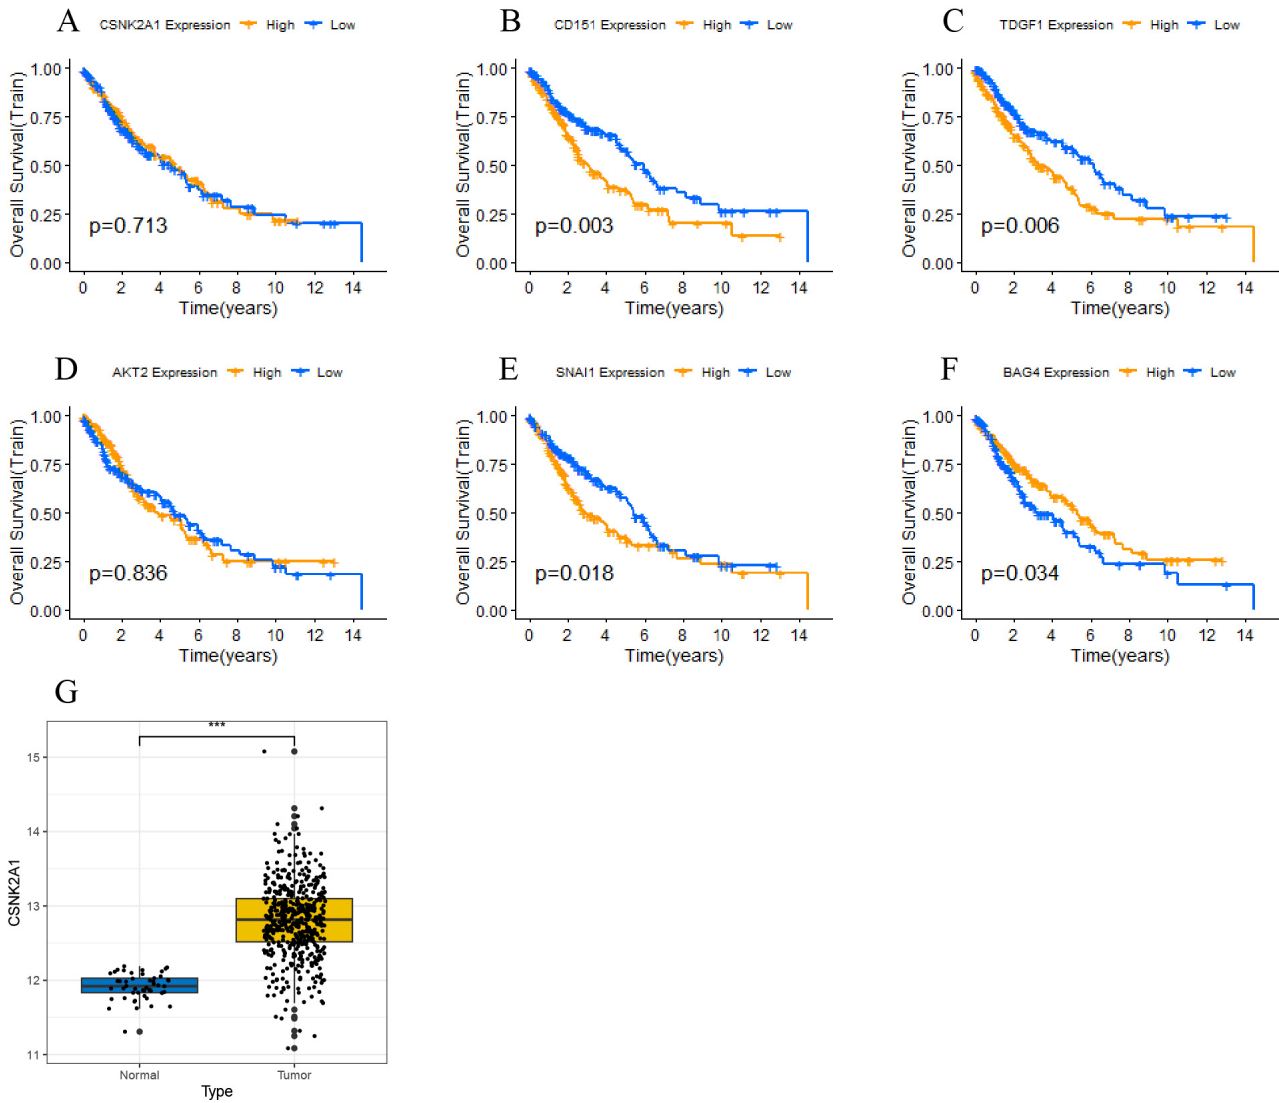 A
CSNK2A1 Expression High Low
Overall Survival(Train)
1.00
0.75
0.50
0.25
0.00
p=0.713
0 2 4 6 8 10 12 14
Time(years)
B
CD151 Expression High Low
Overall Survival(Train)
1.00
0.75
0.50
0.25
0.00
p=0.003
0 2 4 6 8 10 12 14
Time(years)
C
TDGF1 Expression High Low
Overall Survival(Train)
1.00
0.75
0.50
0.25
0.00
p=0.006
0 2 4 6 8 10 12 14
Time(years)
D
AKT2 Expression High Low
Overall Survival(Train)
1.00
0.75
0.50
0.25
0.00
p=0.836
0 2 4 6 8 10 12 14
Time(years)
E
SNAI1 Expression High Low
Overall Survival(Train)
1.00
0.75
0.50
0.25
0.00
p=0.018
0 2 4 6 8 10 12 14
Time(years)
F
BAG4 Expression High Low
Overall Survival(Train)
1.00
0.75
0.50
0.25
0.00
p=0.034
0 2 4 6 8 10 12 14
Time(years)
G
***
CSNK2A1
15
14
13
12
11
Normal Tumor
Type